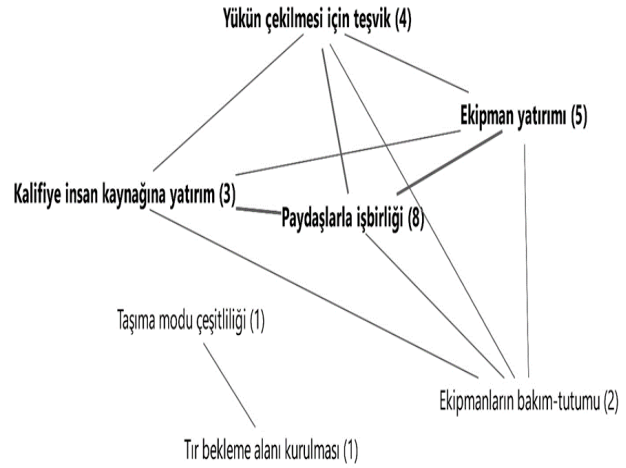 Yükün çekilmesi için teşvik (4)
Ekipman yatırımı (5)
Kalifiye insan kaynağına yatırım (3)
Paydaşlarla işbirliği (8)
Taşıma modu çeşitliliği (1)
Ekipmanların bakım-tutumu (2)
Tır bekleme alanı kurulması (1)